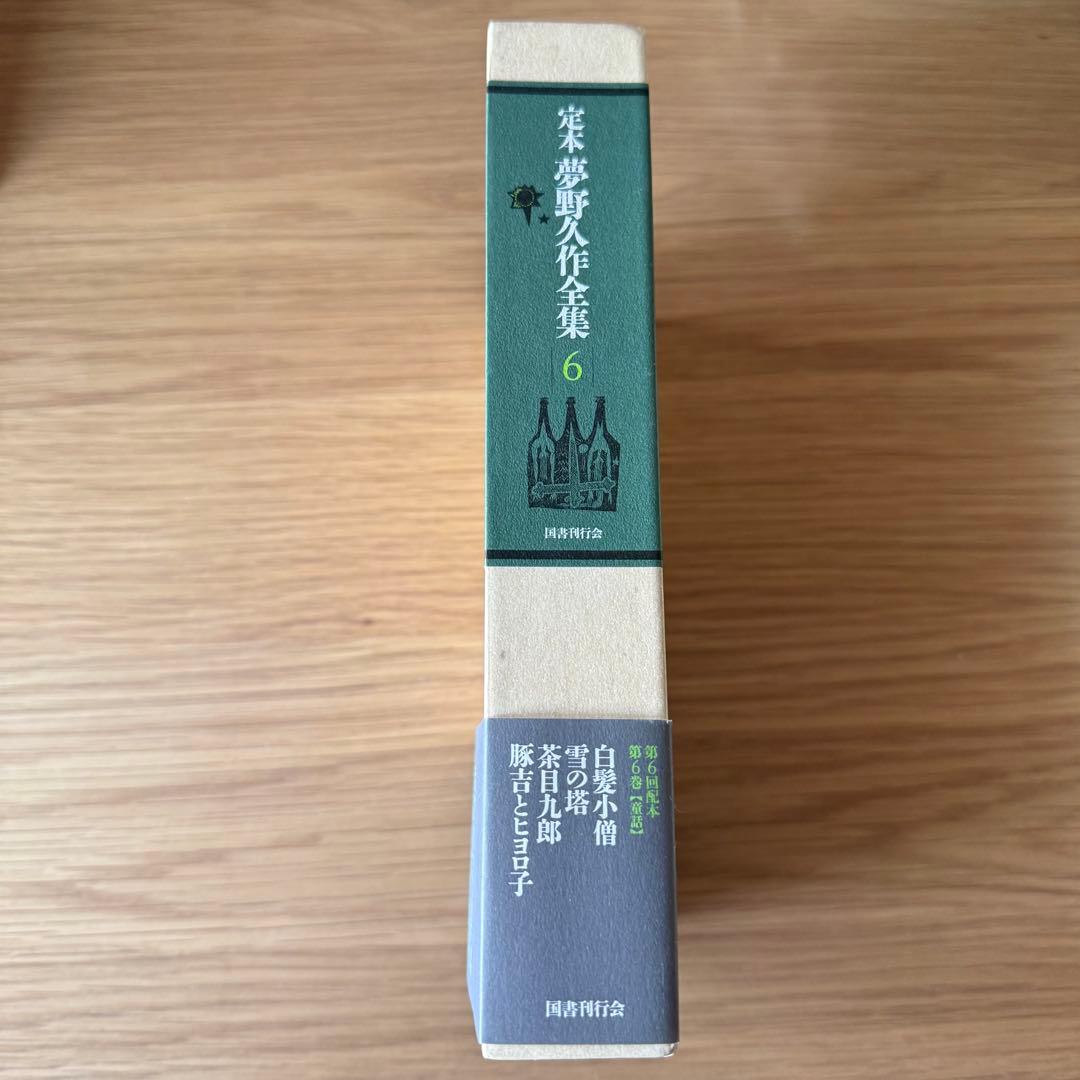 定本 夢野久作全集
6
国書刊行会
第6回配本
第6巻【童話】
白髪小僧
雪の塔
茶目九郎
豚吉とヒョロ子
国書刊行会